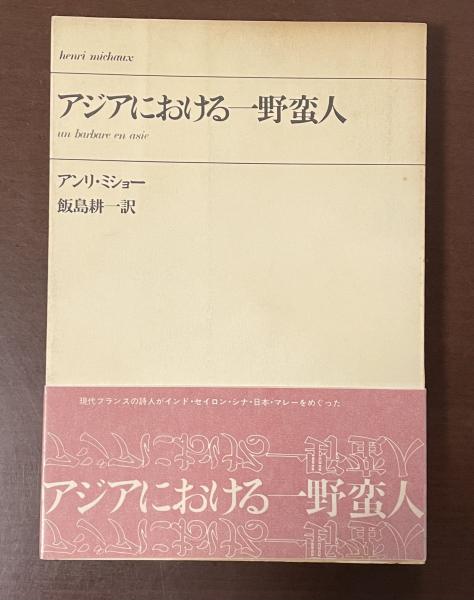 henri michaux
アジアにおける一野蛮人
un barbare en asie
アンリ・ミショー
飯島耕一訳
現代フランスの詩人がインド・セイロン・シナ・日本・マレーをめぐった
アジアにおける一野蛮人